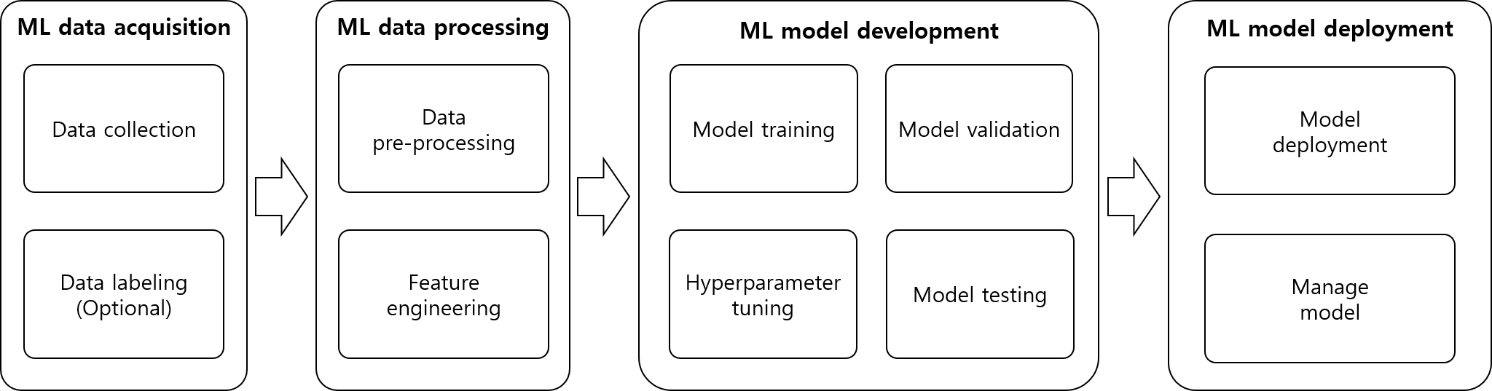 ML data acquisition
Data collection
Data labeling
(Optional)
ML data processing
Data
pre-processing
Feature
engineering
ML model development
Model training
Model validation
Hyperparameter
tuning
Model testing
ML model deployment
Model
deployment
Manage
model